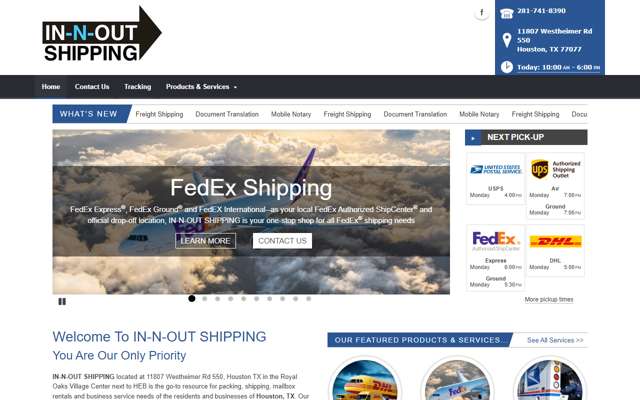 IN-N-OUT
SHIPPING
f
281-741-8390
11807 Westheimer Rd
550
Houston, TX 77077
Today: 10:00 AM - 6:00 PM
Home Contact Us Tracking Products & Services
WHAT'S NEW Freight Shipping Document Translation Mobile Notary Freight Shipping Document Translation Mobile Notary Freight Shipping Docu
NEXT PICK-UP
FedEx Shipping
FedEx Express®, FedEx Ground® and FedEx International–as your local FedEx Authorized ShipCenter® and
official drop-off location, IN-N-OUT SHIPPING is your one-stop shop for all FedEx® shipping needs
LEARN MORE CONTACT US
UNITED STATES
POSTAL SERVICE
USPS
Monday 4:00 PM
ups Authorized
Shipping
Outlet
Air
Monday 7:00 PM
Ground
Monday 7:00 PM
FedEx
Authorized ShipCenter
Express
Monday 6:00 PM
Ground
Monday 5:30 PM
DHL
DHL
Monday 5:00 PM
More pickup times
Welcome To IN-N-OUT SHIPPING
You Are Our Only Priority
IN-N-OUT SHIPPING located at 11807 Westheimer Rd 550, Houston TX in the Royal
Oaks Village Center next to HEB is the go-to resource for packing, shipping, mailbox
rentals and business service needs of the residents and businesses of Houston, TX. Our
OUR FEATURED PRODUCTS & SERVICES... See All Services >>
DHL